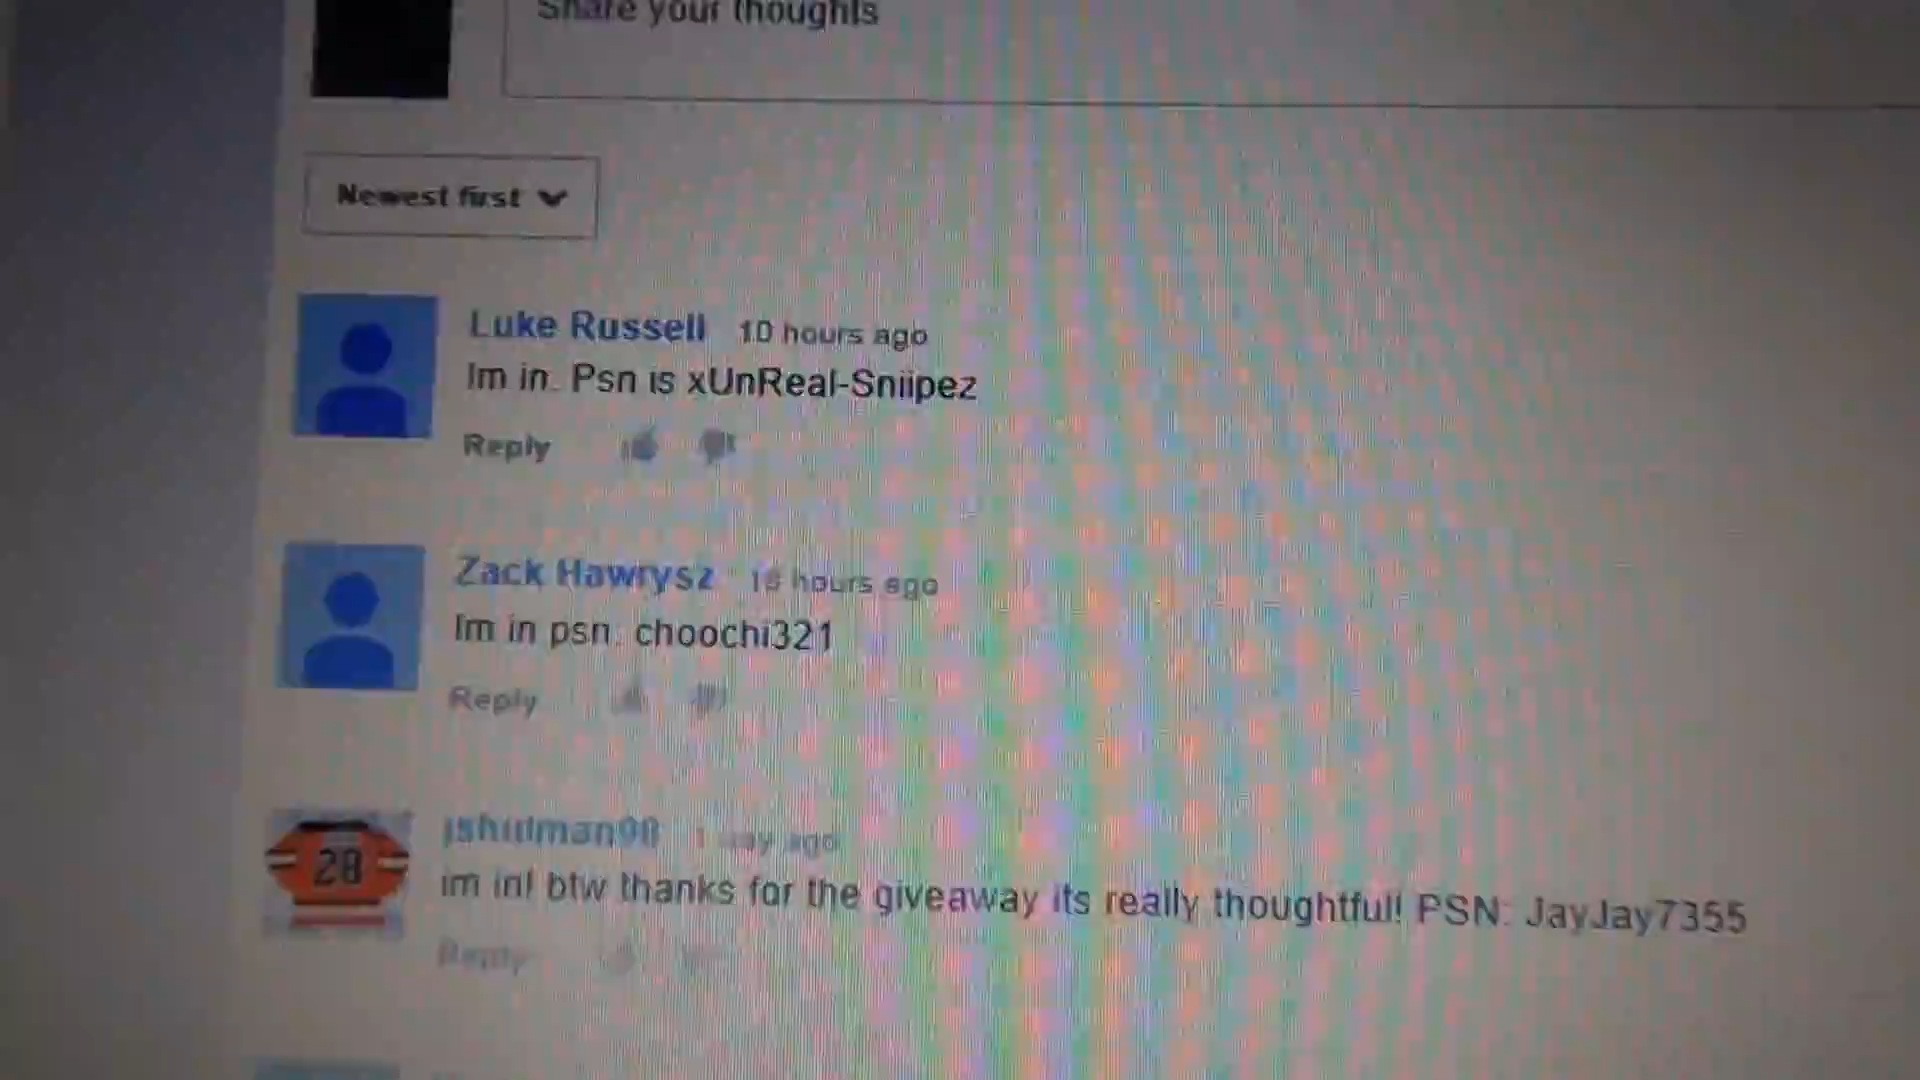 Share your thoughts
Newest first
Luke Russell 10 hours ago
Im in. Psn is xUnReal-Sniipez
Reply
Zack Hawrysz hours ago
Im in psn: choochi321
Reply
28
1 day ago
im in! btw thanks for the giveaway its really thoughtful! PSN: JayJay7355
Reply